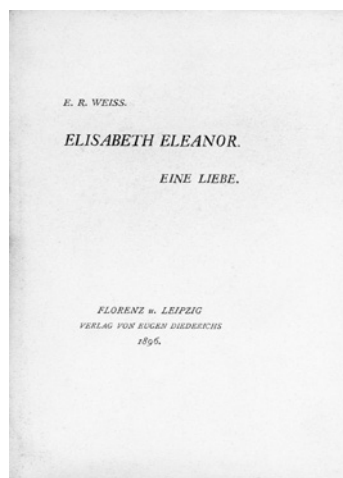 E. R. WEISS.
ELISABETH ELEANOR.
EINE LIEBE.
FLORENZ u. LEIPZIG
VERLAG VON EUGEN DIEDERICHS
1896.